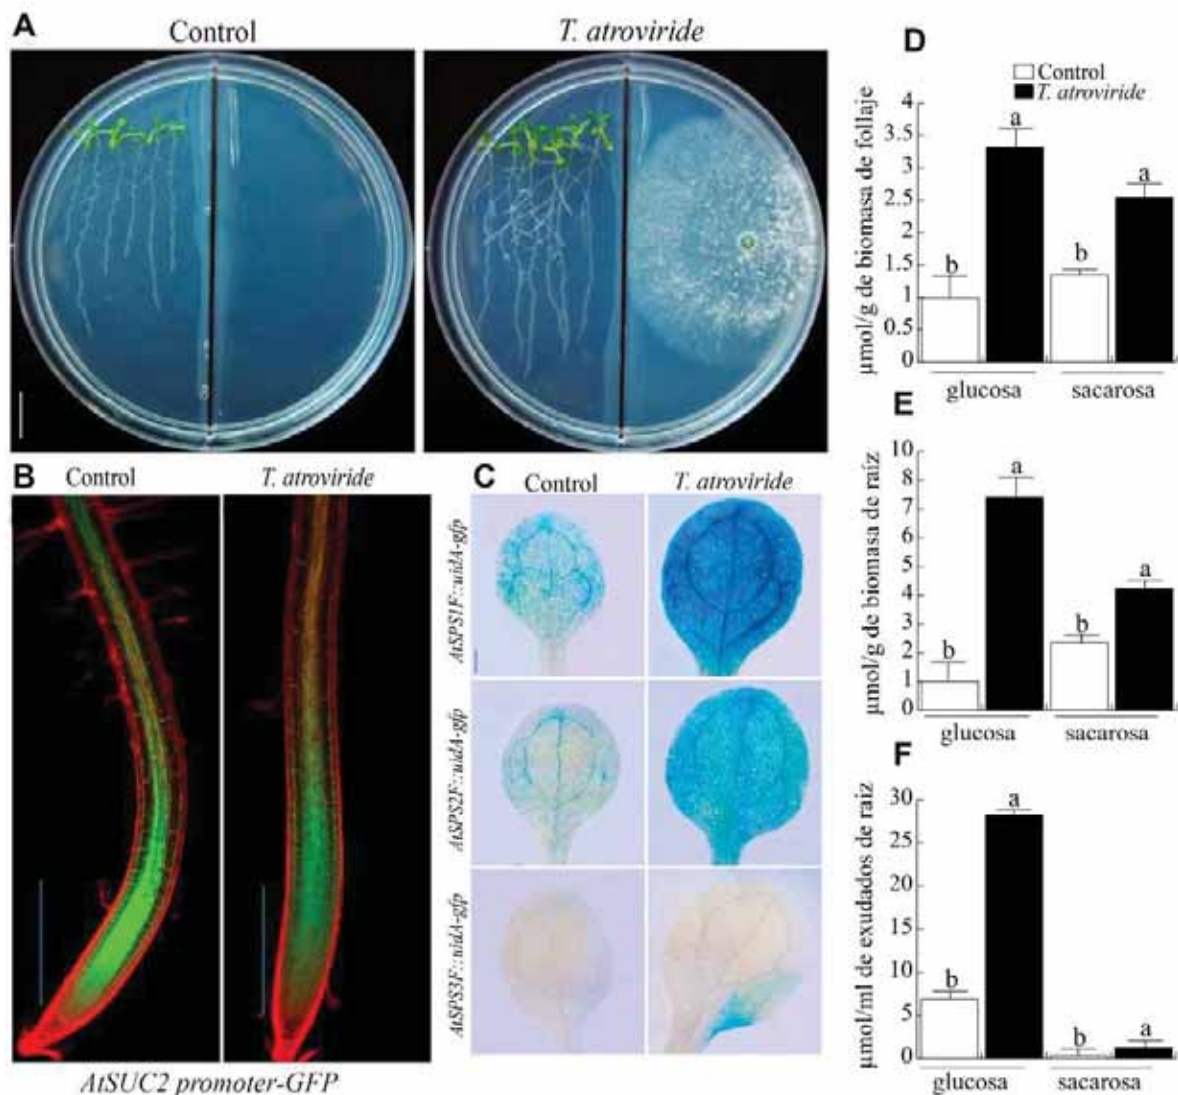 A
Control
T. atroviride
B
Control
T. atroviride
AtSUC2 promoter-GFP
C
Control
T. atroviride
AtSPS1F::uidA-gfp
AtSPS2F::uidA-gfp
AtSPS3F::uidA-gfp
D
Control
T. atroviride
µmol/g de biomasa de follaje
4
3.5
3
2.5
2
1.5
1
0.5
0
b
a
b
a
glucosa
sacarosa
E
µmol/g de biomasa de raíz
10
8
7
5
4
2
1
0
b
a
b
a
glucosa
sacarosa
F
µmol/ml de exudados de raíz
30
25
20
15
10
5
0
b
a
b
a
glucosa
sacarosa